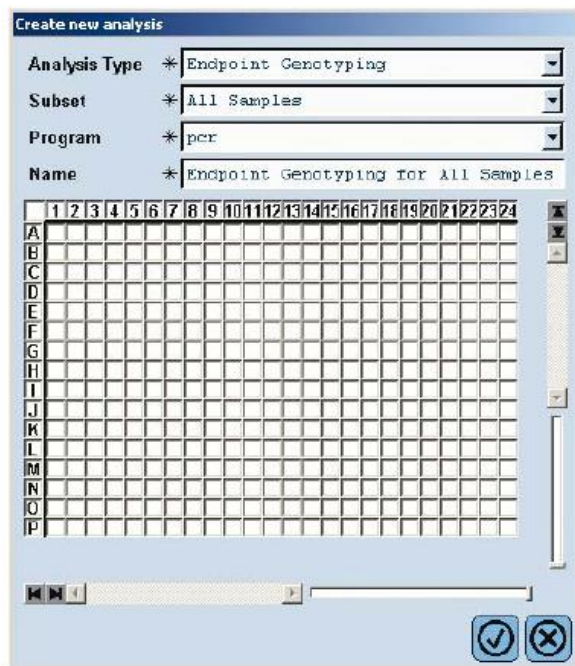 Create new analysis
Analysis Type * Endpoint Genotyping
Subset * All Samples
Program * pcr
Name * Endpoint Genotyping for All Samples
1 2 3 4 5 6 7 8 9 10 11 12 13 14 15 16 17 18 19 20 21 22 23 24
A
B
C
D
E
F
G
H
I
J
K
L
M
N
O
P